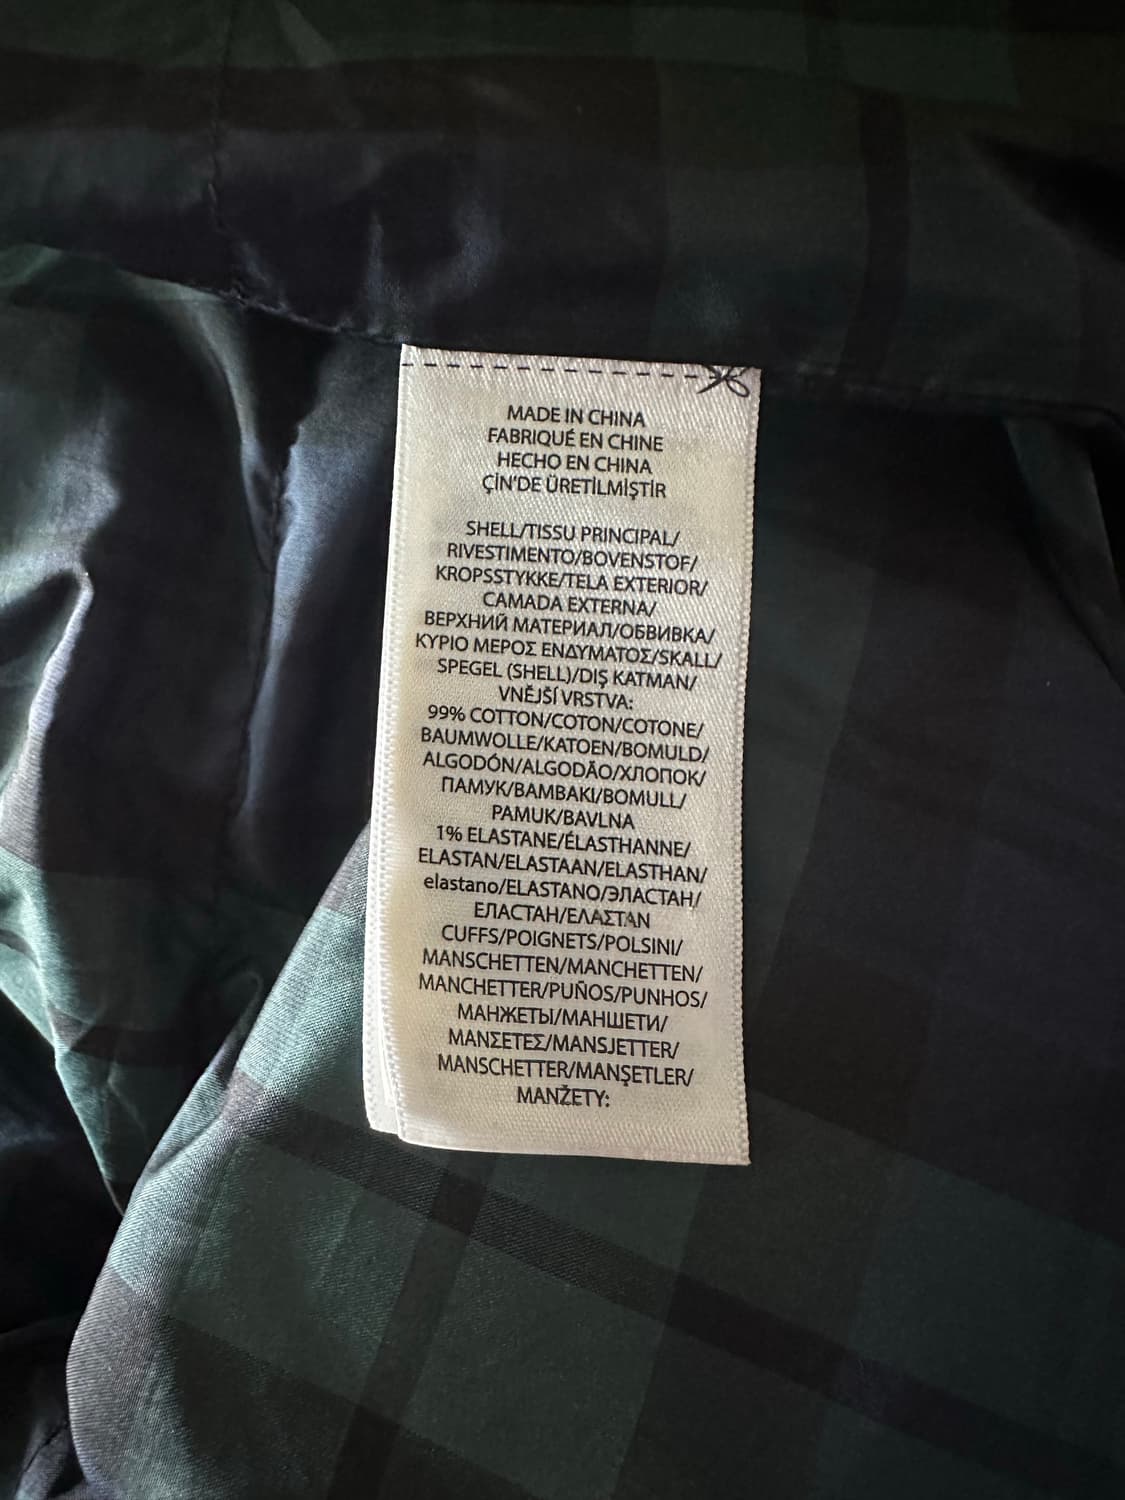 MADE IN CHINA
FABRIQUÉ EN CHINE
HECHO EN CHINA
ÇİN'DE ÜRETİLMİŞTİR
SHELL/TISSU PRINCIPAL/
RIVESTIMENTO/BOVENSTOF/
KROPSSTYKKE/TELA EXTERIOR/
CAMADA EXTERNA/
ВЕРХНИЙ МАТЕРИАЛ/ОБВИВКА/
ΚΥΡΙΟ ΜΕΡΟΣ ΕΝΔΥΜΑΤΟΣ/SKALL/
SPEGEL (SHELL)/DIŞ KATMAN/
VNĚJŠÍ VRSTVA:
99% COTTON/COTON/COTONE/
BAUMWOLLE/KATOEN/BOMULD/
ALGODÓN/ALGODÃO/ХЛОПОК/
ПАМУК/ΒΑΜΒΑΚΙ/BOMULL/
PAMUK/BAVLNA
1% ELASTANE/ÉLASTHANNE/
ELASTAN/ELASTAAN/ELASTHAN/
elastano/ELASTANO/ЭЛАСТАН/
ЕЛАСТАН/ΕΛΑΣΤΑΝ
CUFFS/POIGNETS/POLSINI/
MANSCHETTEN/MANCHETTEN/
MANCHETTER/PUÑOS/PUNHOS/
МАНЖЕТЫ/МАНШЕТИ/
ΜΑΝΣΕΤΕΣ/MANSJETTER/
MANSCHETTER/MANŞETLER/
MANŽETY: